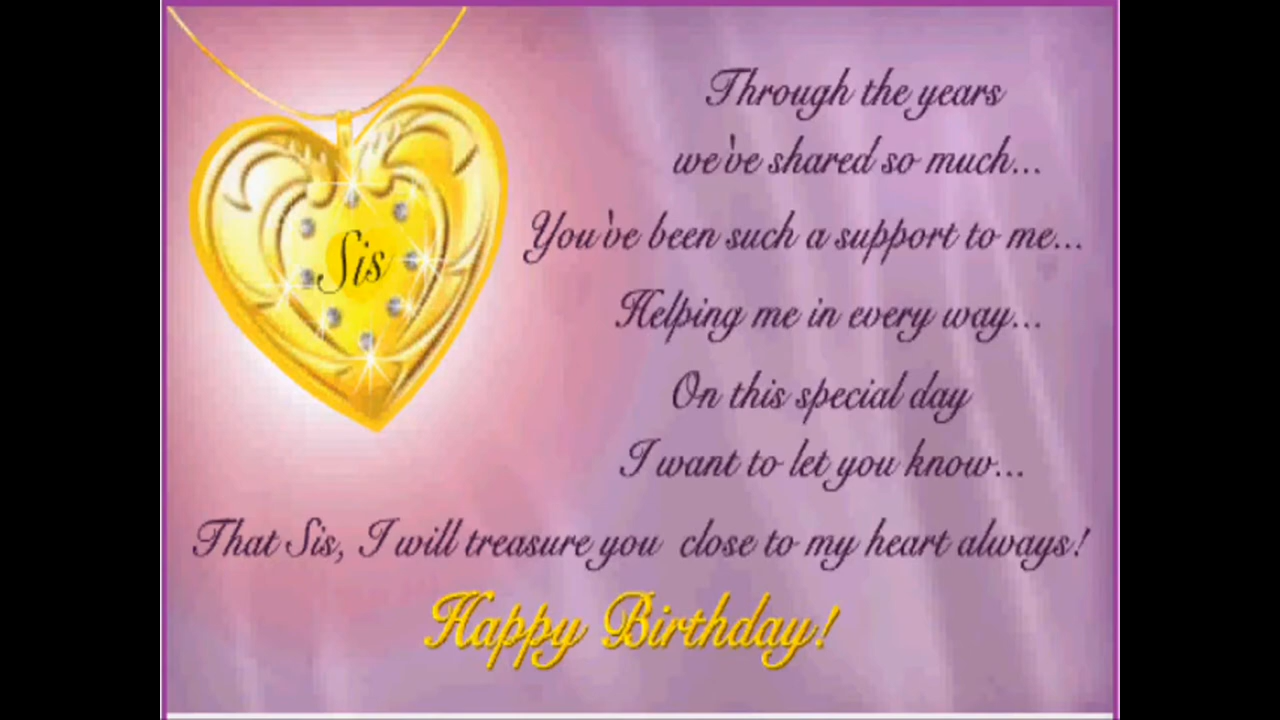 Sis
Through the years
we've shared so much...
You've been such a support to me...
Helping me in every way...
On this special day
I want to let you know...
That Sis, I will treasure you close to my heart always!
Happy Birthday!